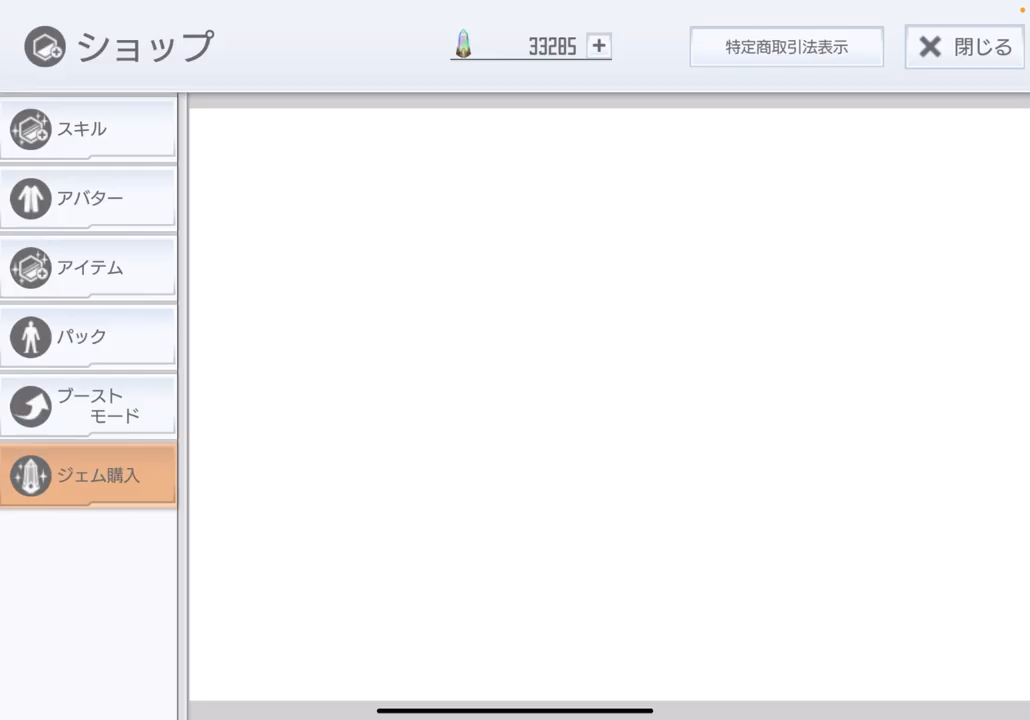 ショップ
33285
特定商取引法表示
閉じる
スキル
アバター
アイテム
パック
ブースト
モード
ジェム購入